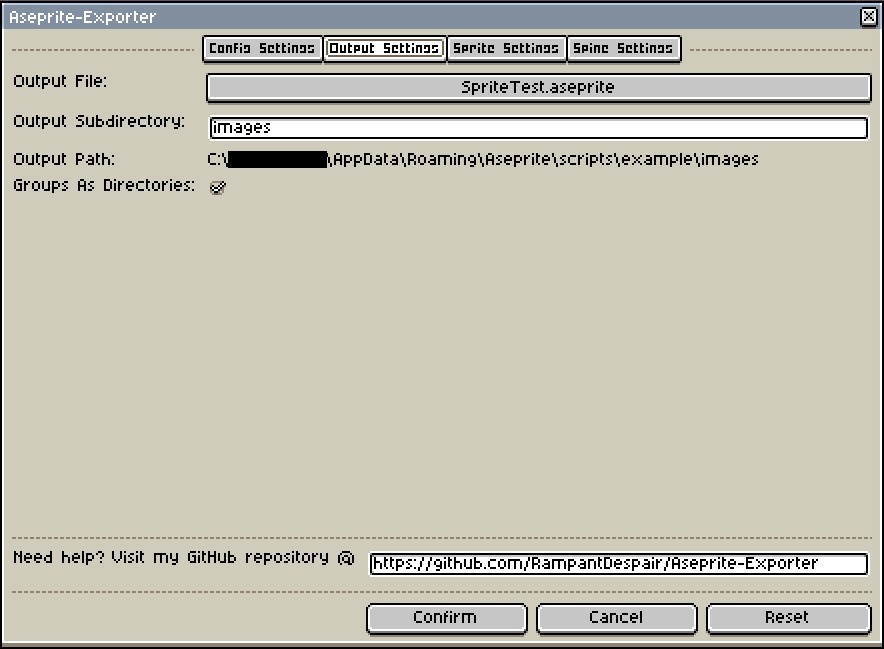 Aseprite-Exporter
Config Settings Output Settings Sprite Settings Spine Settings
Output File: SpriteTest.aseprite
Output Subdirectory: images
Output Path: C:\ \AppData\Roaming\Aseprite\scripts\example\images
Groups As Directories:
Need help? Visit my GitHub repository @ https://github.com/RampantDespair/Aseprite-Exporter
Confirm Cancel Reset